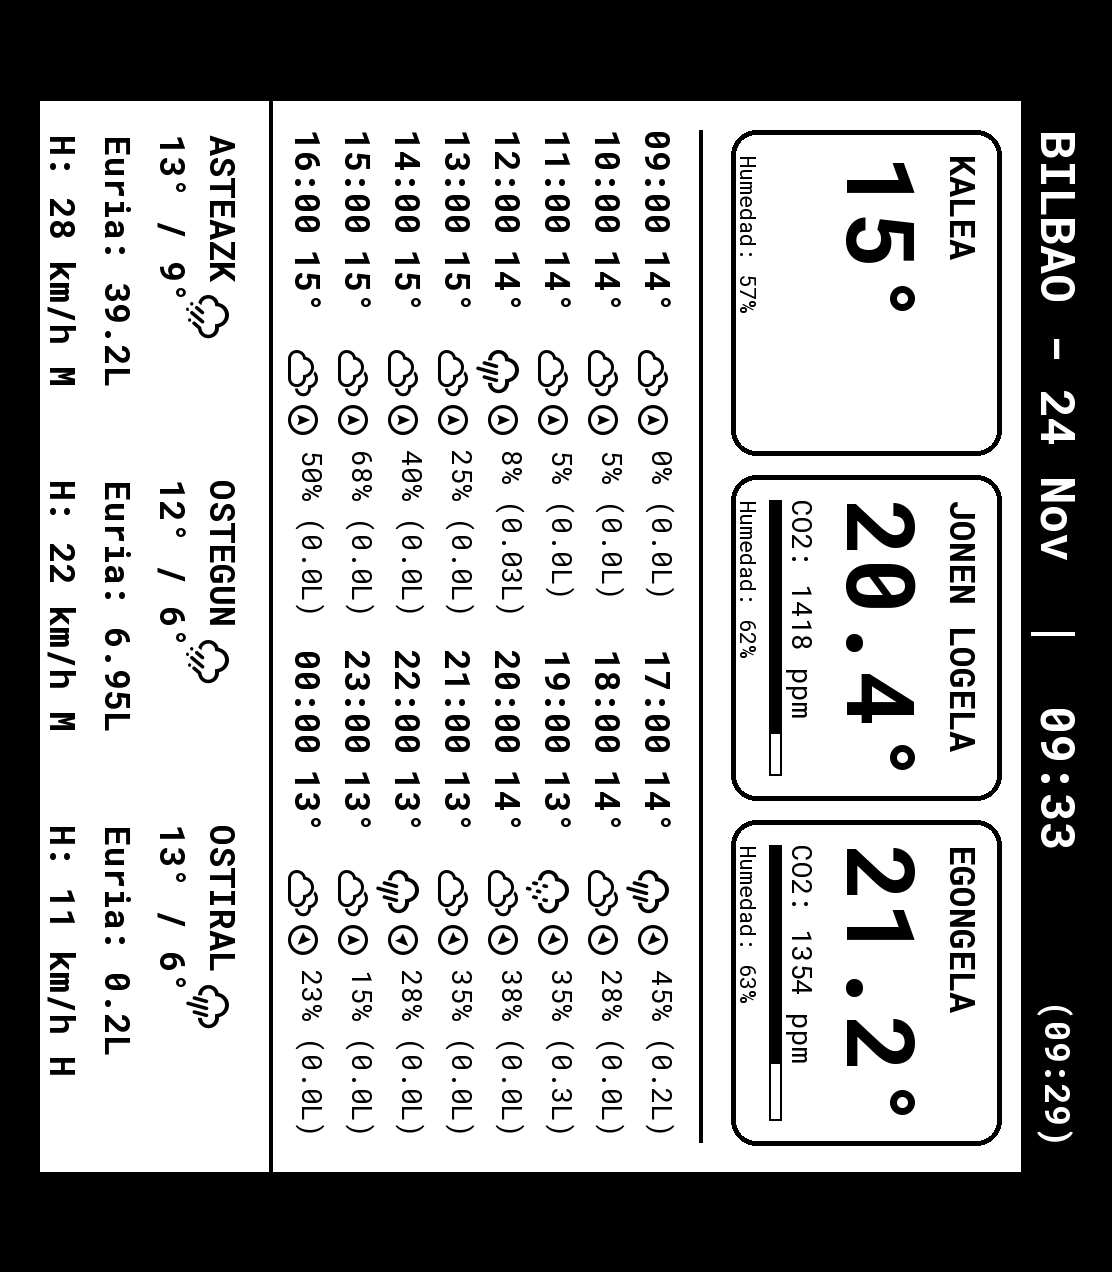 BILBAO - 24 Nov | 09:33 (09:29)
KALEA
15°
Humedad: 57%
JONEN LOGELA
20.4°
CO2: 1418 ppm
Humedad: 62%
EGONGELA
21.2°
CO2: 1354 ppm
Humedad: 63%
09:00 14° 0% (0.0L)
10:00 14° 5% (0.0L)
11:00 14° 5% (0.0L)
12:00 14° 8% (0.03L)
13:00 15° 25% (0.0L)
14:00 15° 40% (0.0L)
15:00 15° 68% (0.0L)
16:00 15° 50% (0.0L)
17:00 14° 45% (0.2L)
18:00 14° 28% (0.0L)
19:00 13° 35% (0.3L)
20:00 14° 38% (0.0L)
21:00 13° 35% (0.0L)
22:00 13° 28% (0.0L)
23:00 13° 15% (0.0L)
00:00 13° 23% (0.0L)
ASTEAZK
13° / 9°
Euria: 39.2L
H: 28 km/h M
OSTEGUN
12° / 6°
Euria: 6.95L
H: 22 km/h M
OSTIRAL
13° / 6°
Euria: 0.2L
H: 11 km/h H